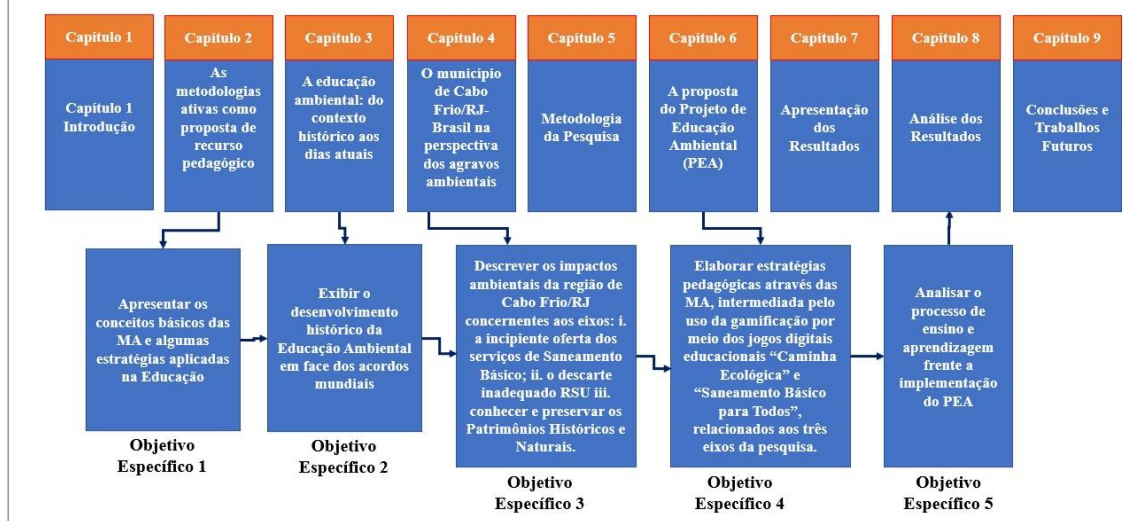 Capítulo 1
Capítulo 2
Capítulo 3
Capítulo 4
Capítulo 5
Capítulo 6
Capítulo 7
Capítulo 8
Capítulo 9
Capítulo 1
Introdução
As
metodologias
ativas como
proposta de
recurso
pedagógico
A educação
ambiental: do
contexto
histórico aos
dias atuais
O município
de Cabo
Frio/RJ-
Brasil na
perspectiva
dos agravos
ambientais
Metodologia
da Pesquisa
A proposta
do Projeto de
Educação
Ambiental
(PEA)
Apresentação
dos
Resultados
Análise dos
Resultados
Conclusões e
Trabalhos
Futuros
Apresentar os
conceitos básicos das
MA e algumas
estratégias aplicadas
na Educação
Objetivo
Específico 1
Exibir o
desenvolvimento
histórico da
Educação Ambiental
em face dos acordos
mundiais
Objetivo
Específico 2
Descrever os impactos
ambientais da região de
Cabo Frio/RJ
concernentes aos eixos: i.
a incipiente oferta dos
serviços de Saneamento
Básico; ii. o descarte
inadequado RSU iii.
conhecer e preservar os
Patrimônios Históricos e
Naturais.
Objetivo
Específico 3
Elaborar estratégias
pedagógicas através das
MA, intermediada pelo
uso da gamificação por
meio dos jogos digitais
educacionais “Caminha
Ecológica” e
“Saneamento Básico
para Todos”,
relacionados aos três
eixos da pesquisa.
Objetivo
Específico 4
Analisar o
processo de
ensino e
aprendizagem
frente a
implementação
do PEA
Objetivo
Específico 5